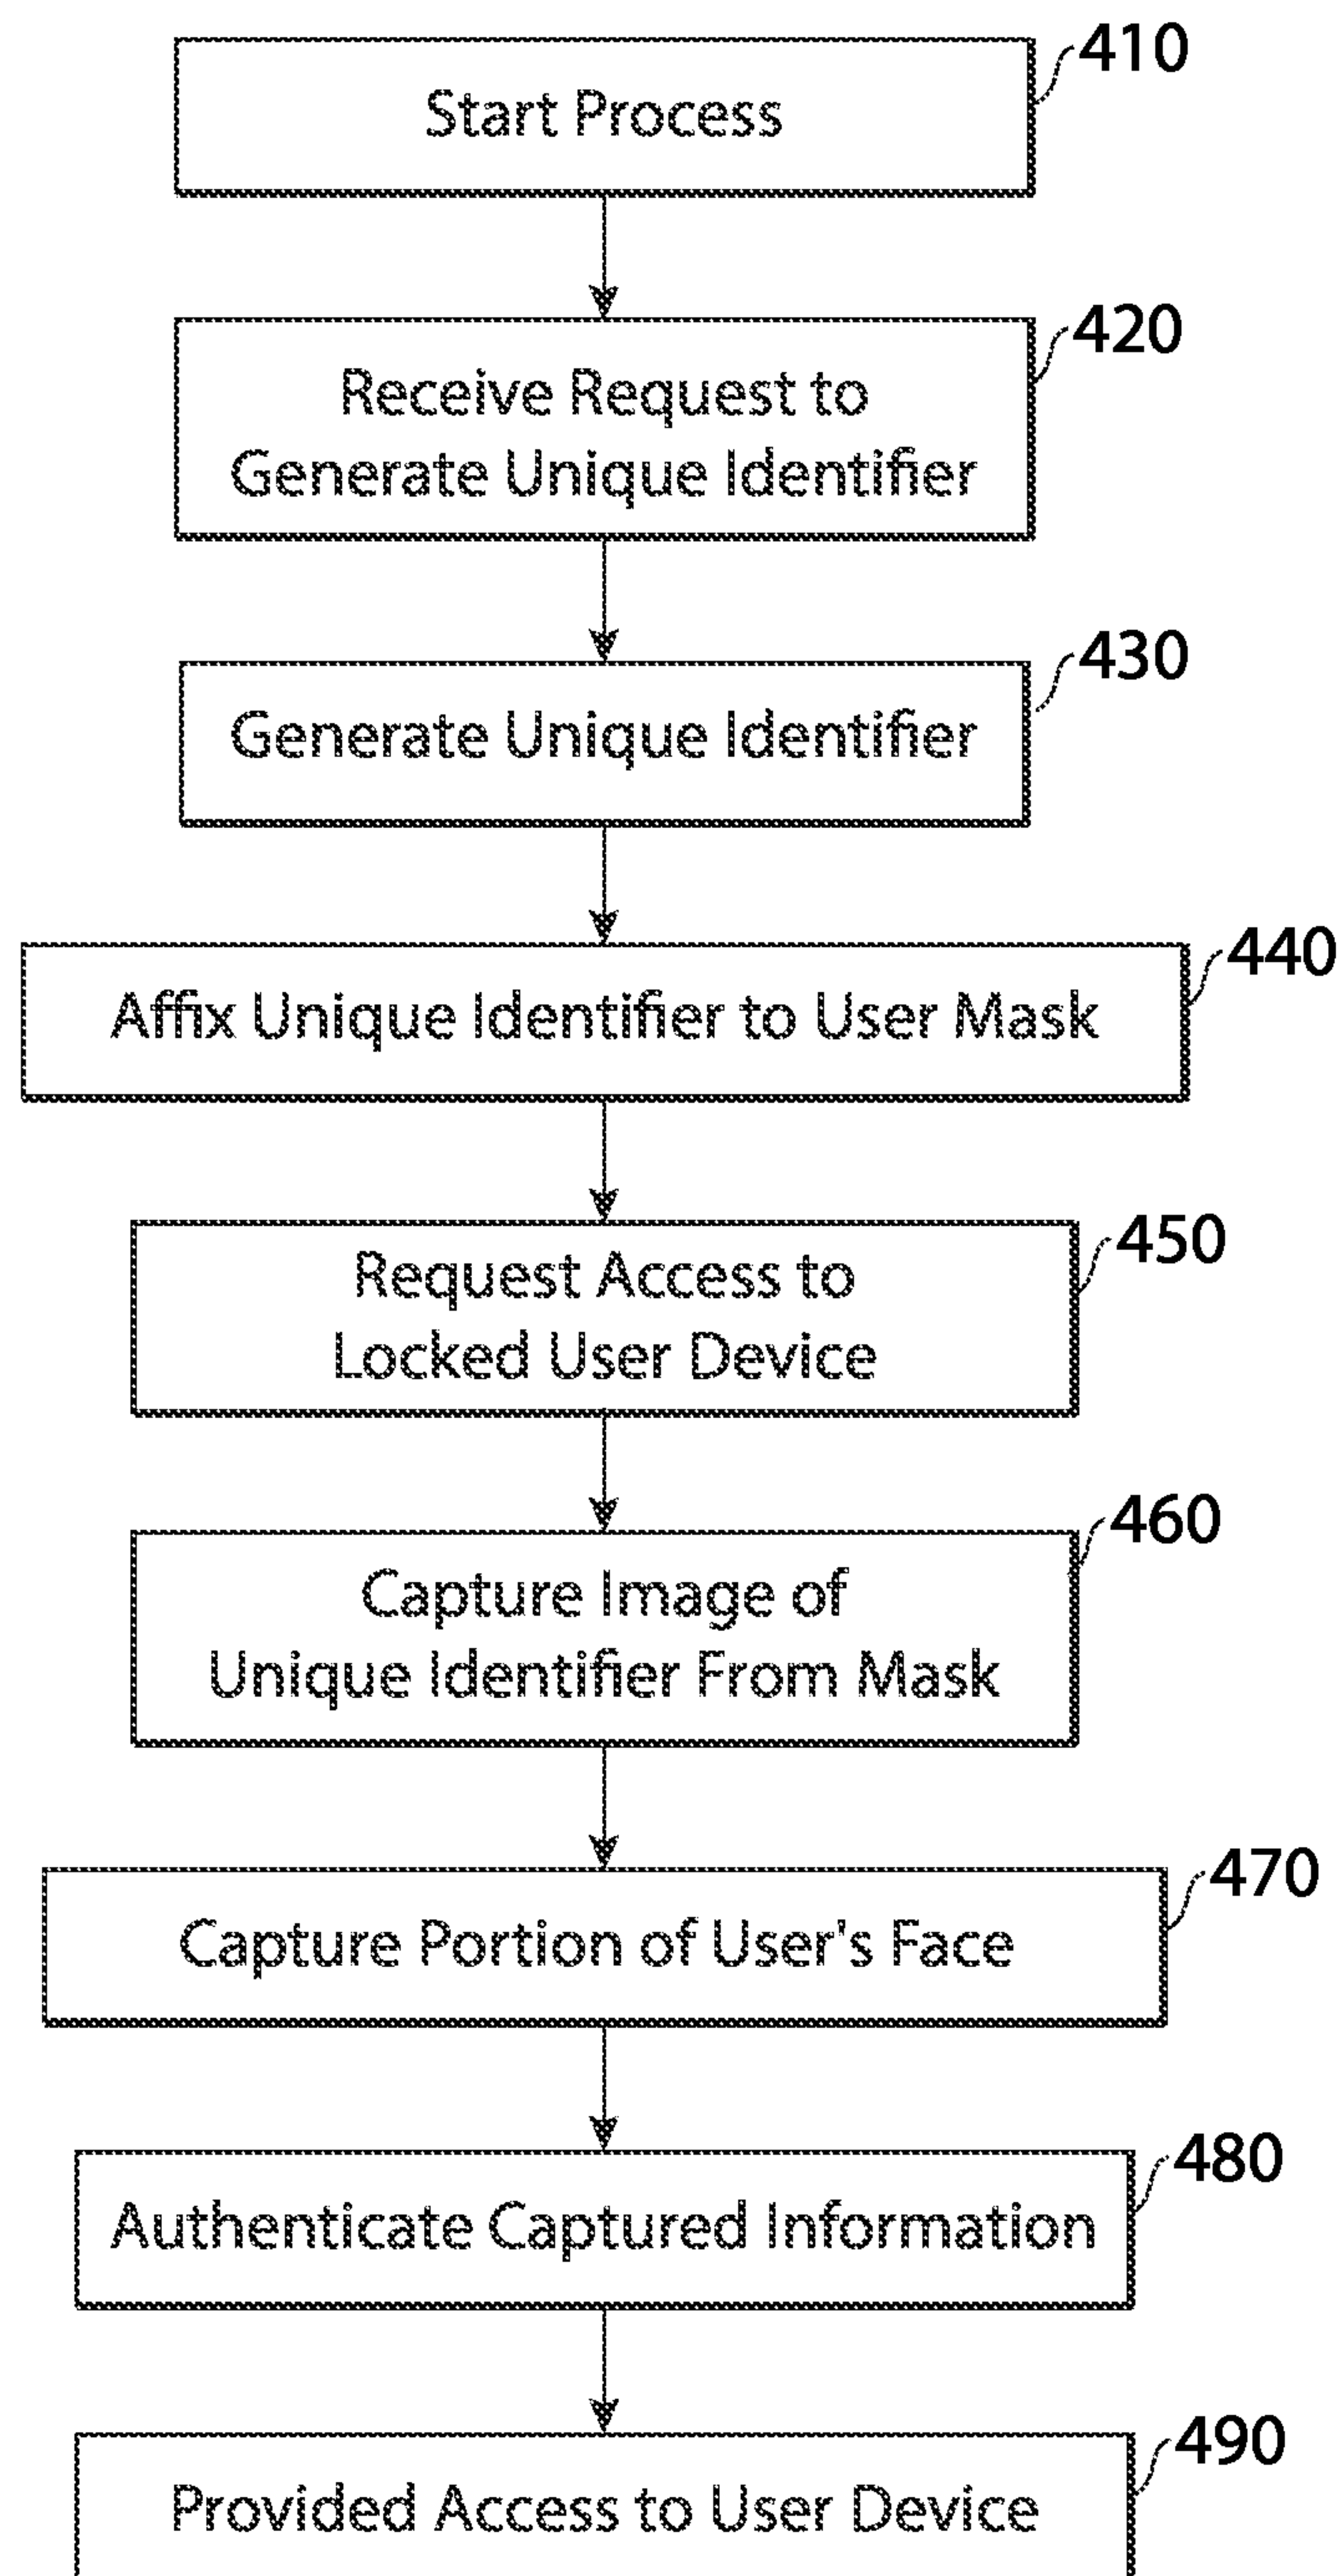 410
Start Process
420
Receive Request to
Generate Unique Identifier
430
Generate Unique Identifier
440
Affix Unique Identifier to User Mask
450
Request Access to
Locked User Device
460
Capture Image of
Unique Identifier From Mask
470
Capture Portion of User's Face
480
Authenticate Captured Information
490
Provided Access to User Device